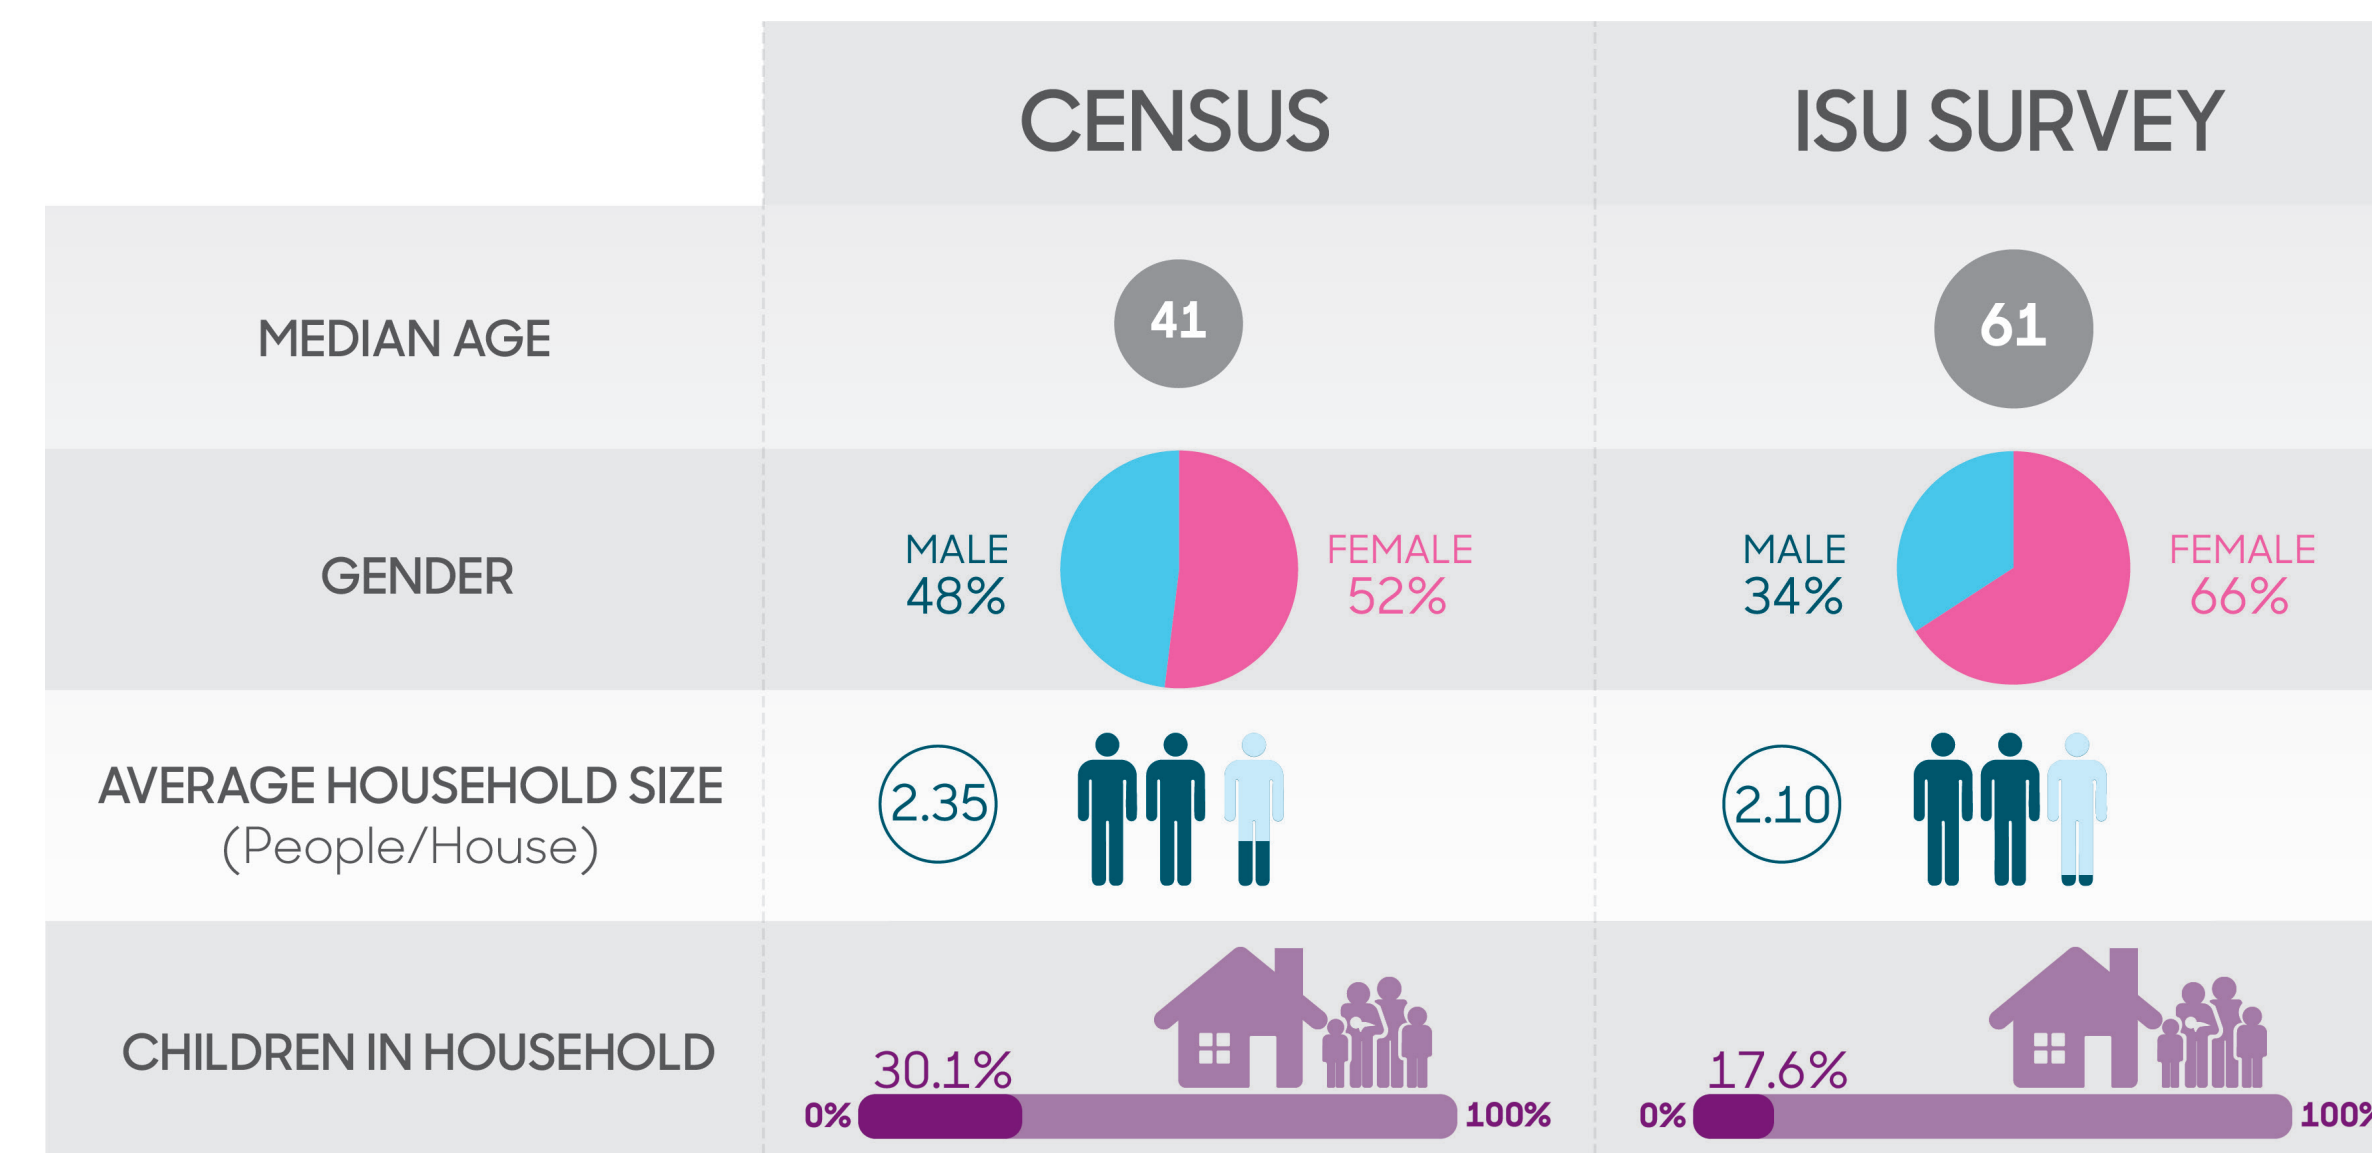 CENSUS
ISU SURVEY
MEDIAN AGE
41
61
GENDER
MALE
48%
FEMALE
52%
MALE
34%
FEMALE
66%
AVERAGE HOUSEHOLD SIZE
(People/House)
2.35
2.10
CHILDREN IN HOUSEHOLD
30.1%
0%
100%
17.6%
0%
100%